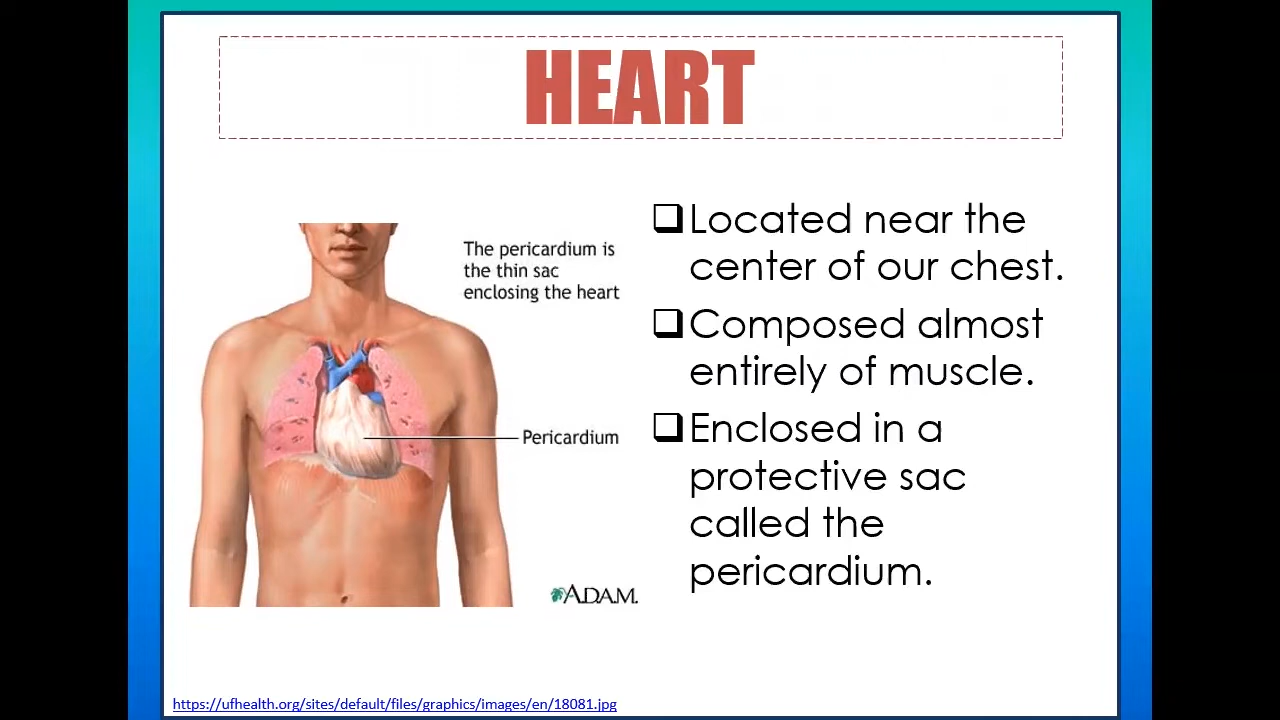 HEART
The pericardium is
the thin sac
enclosing the heart
Pericardium
A.D.A.M.
❑Located near the
center of our chest.
❑Composed almost
entirely of muscle.
❑Enclosed in a
protective sac
called the
pericardium.
https://ufhealth.org/sites/default/files/graphics/images/en/18081.jpg